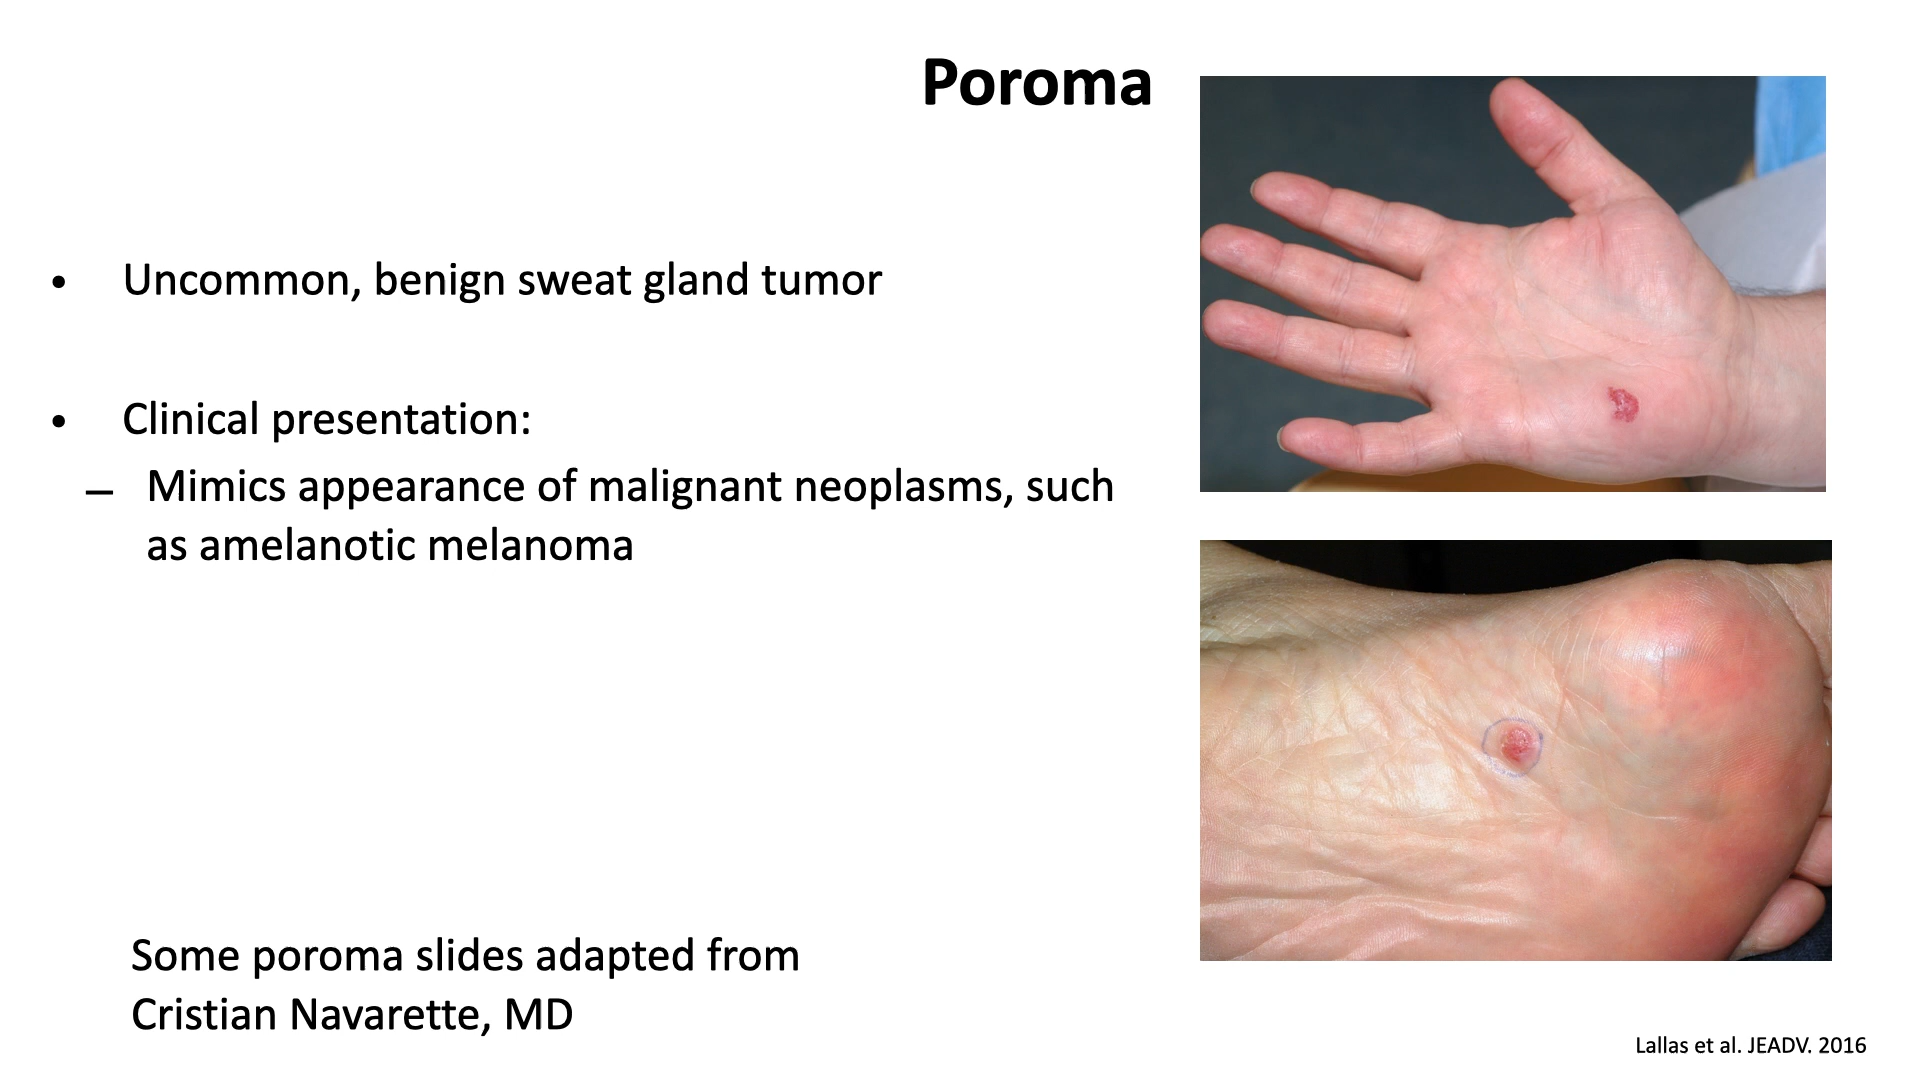 Poroma
• Uncommon, benign sweat gland tumor
• Clinical presentation:
– Mimics appearance of malignant neoplasms, such
as amelanotic melanoma
Some poroma slides adapted from
Cristian Navarette, MD
Lallas et al. JEADV. 2016